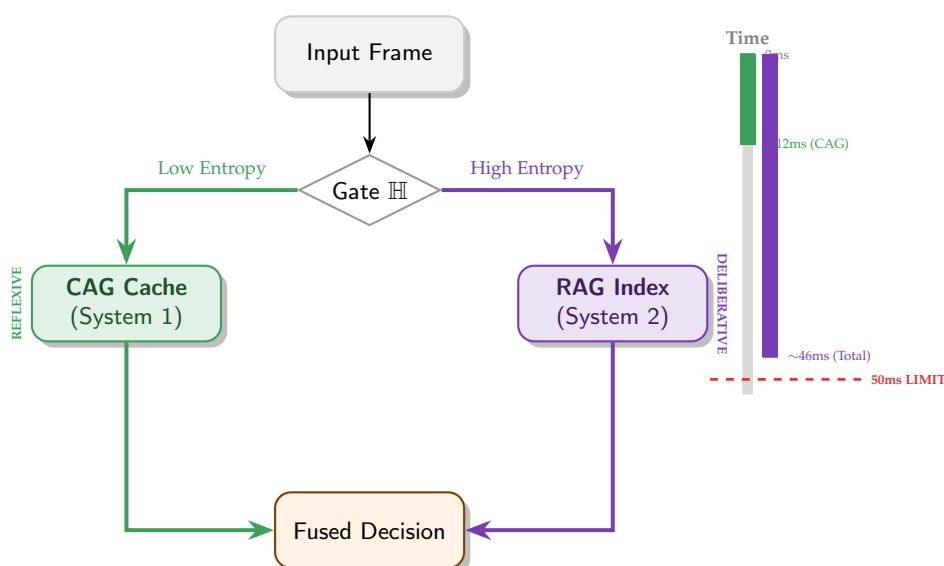 Input Frame
Time
12ms (CAG)
Low Entropy
High Entropy
Gate ℍ
REFLEXIVE
CAG Cache
(System 1)
RAG Index
(System 2)
DELIBERATIVE
~46ms (Total)
50ms LIMIT
Fused Decision